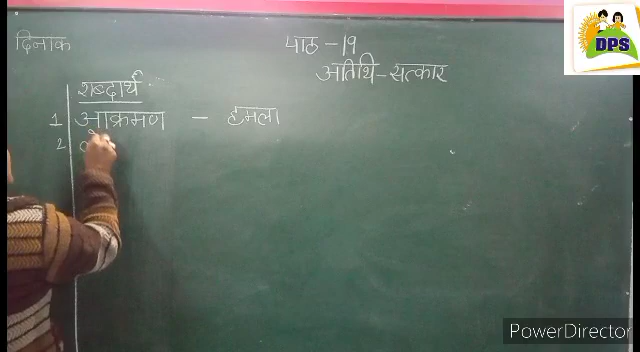 दिनाक
पाठ - 19
अतिथि - सत्कार
शब्दार्थ
1 आक्रमण - हमला
2
DPS
PowerDirector